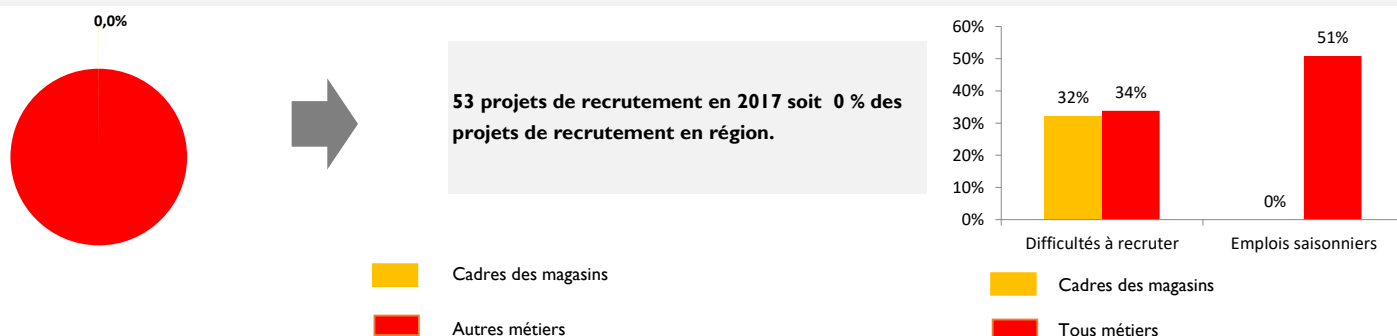 0,0%
53 projets de recrutement en 2017 soit 0 % des
projets de recrutement en région.
Cadres des magasins
Autres métiers
60%
50%
40%
30%
20%
10%
0%
32%
34%
0%
51%
Difficultés à recruter
Emplois saisonniers
Cadres des magasins
Tous métiers